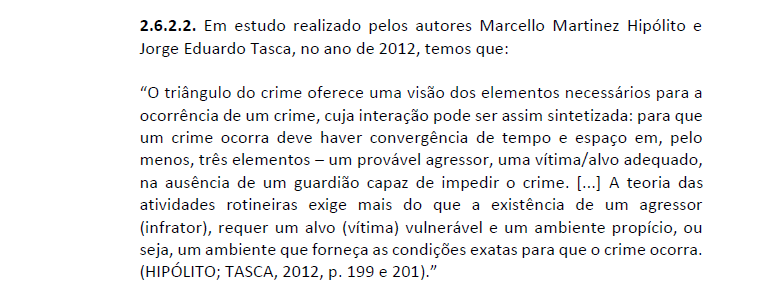 2.6.2.2. Em estudo realizado pelos autores Marcello Martinez Hipólito e
Jorge Eduardo Tasca, no ano de 2012, temos que:
“O triângulo do crime oferece uma visão dos elementos necessários para a
ocorrência de um crime, cuja interação pode ser assim sintetizada: para que
um crime ocorra deve haver convergência de tempo e espaço em, pelo
menos, três elementos – um provável agressor, uma vítima/alvo adequado,
na ausência de um guardião capaz de impedir o crime. [...] A teoria das
atividades rotineiras exige mais do que a existência de um agressor
(infrator), requer um alvo (vítima) vulnerável e um ambiente propício, ou
seja, um ambiente que forneça as condições exatas para que o crime ocorra.
(HIPÓLITO; TASCA, 2012, p. 199 e 201).”